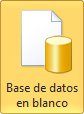 Base de datos
en blanco